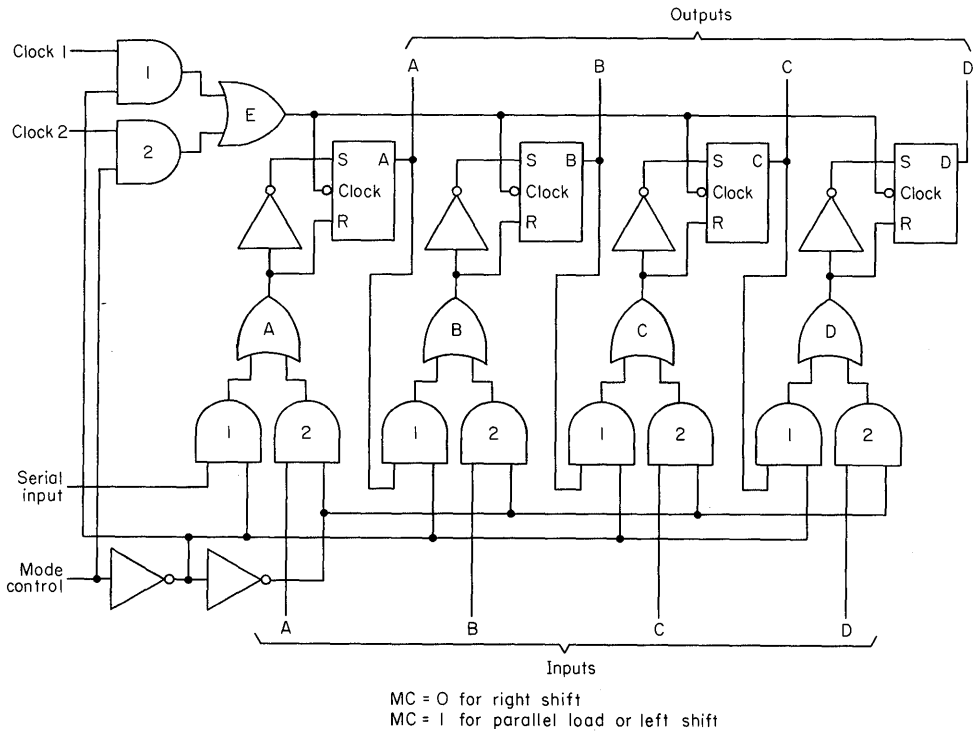 Outputs
Clock 1
A
B
C
D
1
E
Clock 2
2
S A
Clock
R
S B
Clock
R
S C
Clock
R
S D
Clock
R
A
B
C
D
1
2
1
2
1
2
1
2
Serial
input
Mode
control
A
B
C
D
Inputs
MC = 0 for right shift
MC = 1 for parallel load or left shift